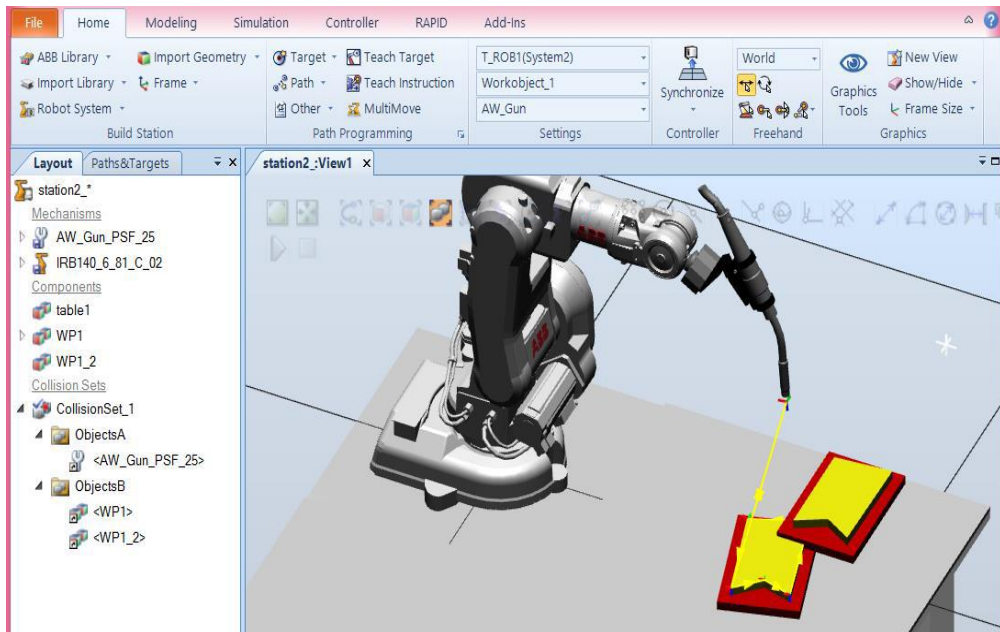 File Home Modeling Simulation Controller RAPID Add-Ins
ABB Library Import Geometry Target Teach Target T_ROB1(System2) World New View
Import Library Frame Path Teach Instruction Workobject_1 Synchronize Graphics Tools Show/Hide
Robot System Other MultiMove AW_Gun Frame Size
Build Station Path Programming Settings Controller Freehand Graphics
Layout Paths&Targets station2_:View1
station2_*
Mechanisms
AW_Gun_PSF_25
IRB140_6_81_C_02
Components
table1
WP1
WP1_2
Collision Sets
CollisionSet_1
ObjectsA
<AW_Gun_PSF_25>
ObjectsB
<WP1>
<WP1_2>
ABB
ABB